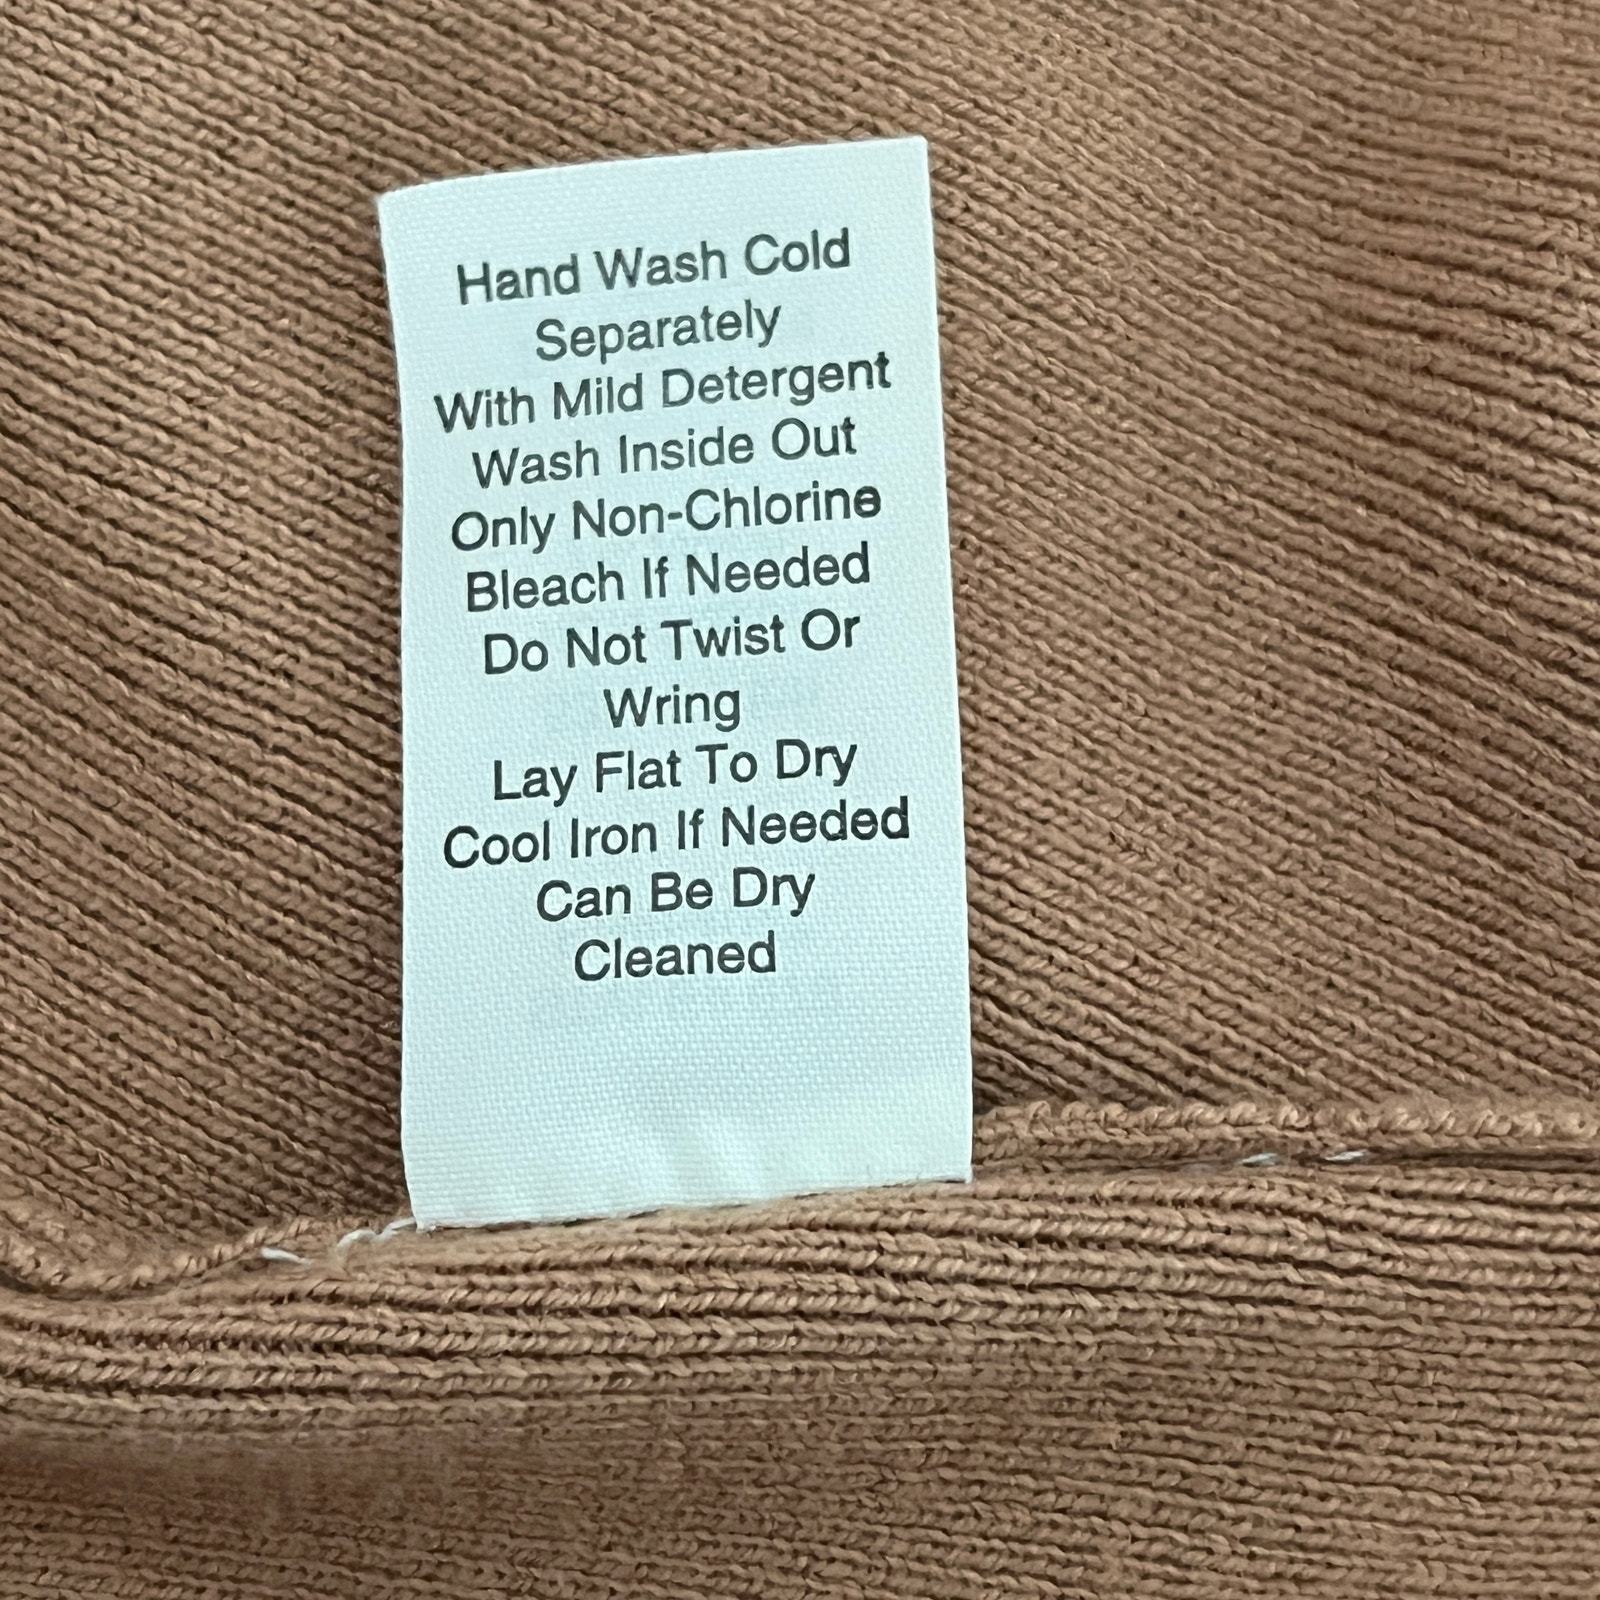 Hand Wash Cold
Separately
With Mild Detergent
Wash Inside Out
Only Non-Chlorine
Bleach If Needed
Do Not Twist Or
Wring
Lay Flat To Dry
Cool Iron If Needed
Can Be Dry
Cleaned